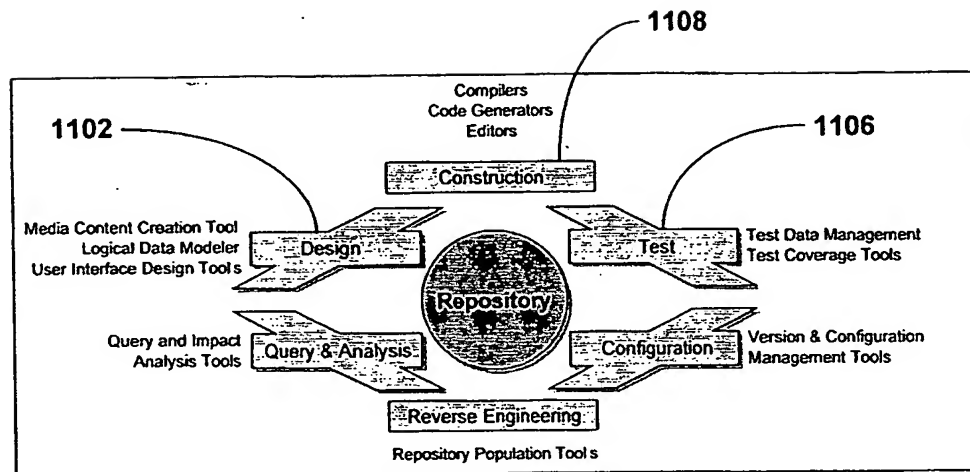 1108
Compilers
Code Generators
Editors
1102
1106
Construction
Media Content Creation Tool
Logical Data Modeler
User Interface Design Tools
Design
Test
Test Data Management
Test Coverage Tools
Repository
Query and Impact
Analysis Tools
Query & Analysis
Configuration
Version & Configuration
Management Tools
Reverse Engineering
Repository Population Tools